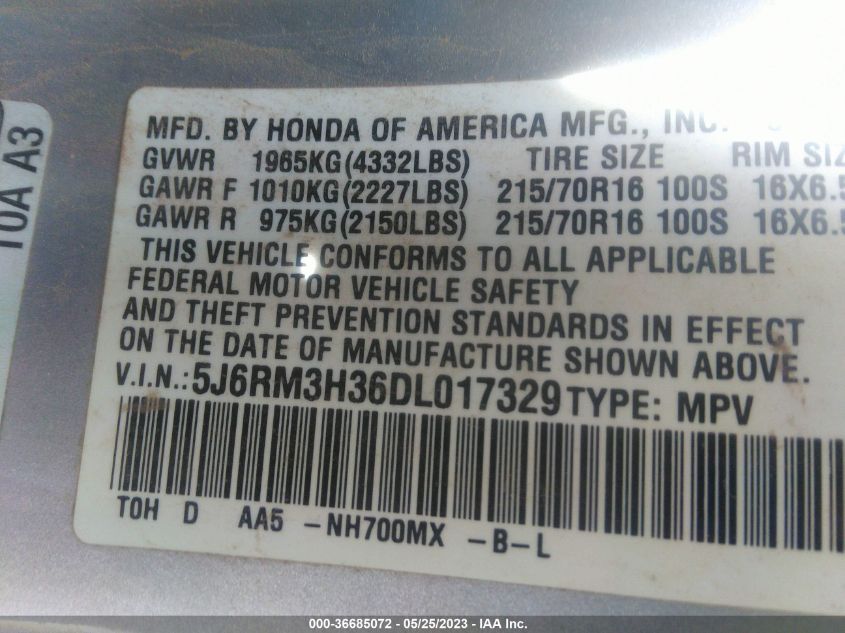 10A A3
MFD. BY HONDA OF AMERICA MFG., INC.
GVWR 1965KG(4332LBS) TIRE SIZE RIM SIZ
GAWR F 1010KG(2227LBS) 215/70R16 100S 16X6.5
GAWR R 975KG(2150LBS) 215/70R16 100S 16X6.5
THIS VEHICLE CONFORMS TO ALL APPLICABLE
FEDERAL MOTOR VEHICLE SAFETY
AND THEFT PREVENTION STANDARDS IN EFFECT
ON THE DATE OF MANUFACTURE SHOWN ABOVE.
V.I.N.:5J6RM3H36DL017329 TYPE: MPV
TOH D AA5 -NH700MX -B-L
000-36685072 - 05/25/2023 - IAA Inc.